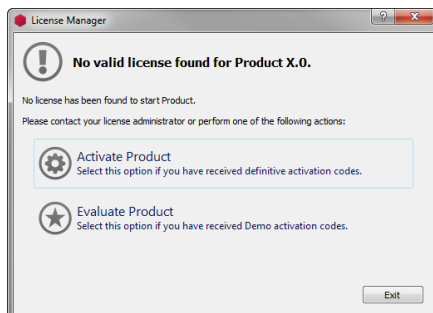 License Manager
No valid license found for Product X.0.
No license has been found to start Product.
Please contact your license administrator or perform one of the following actions:
Activate Product
Select this option if you have received definitive activation codes.
Evaluate Product
Select this option if you have received Demo activation codes.
Exit